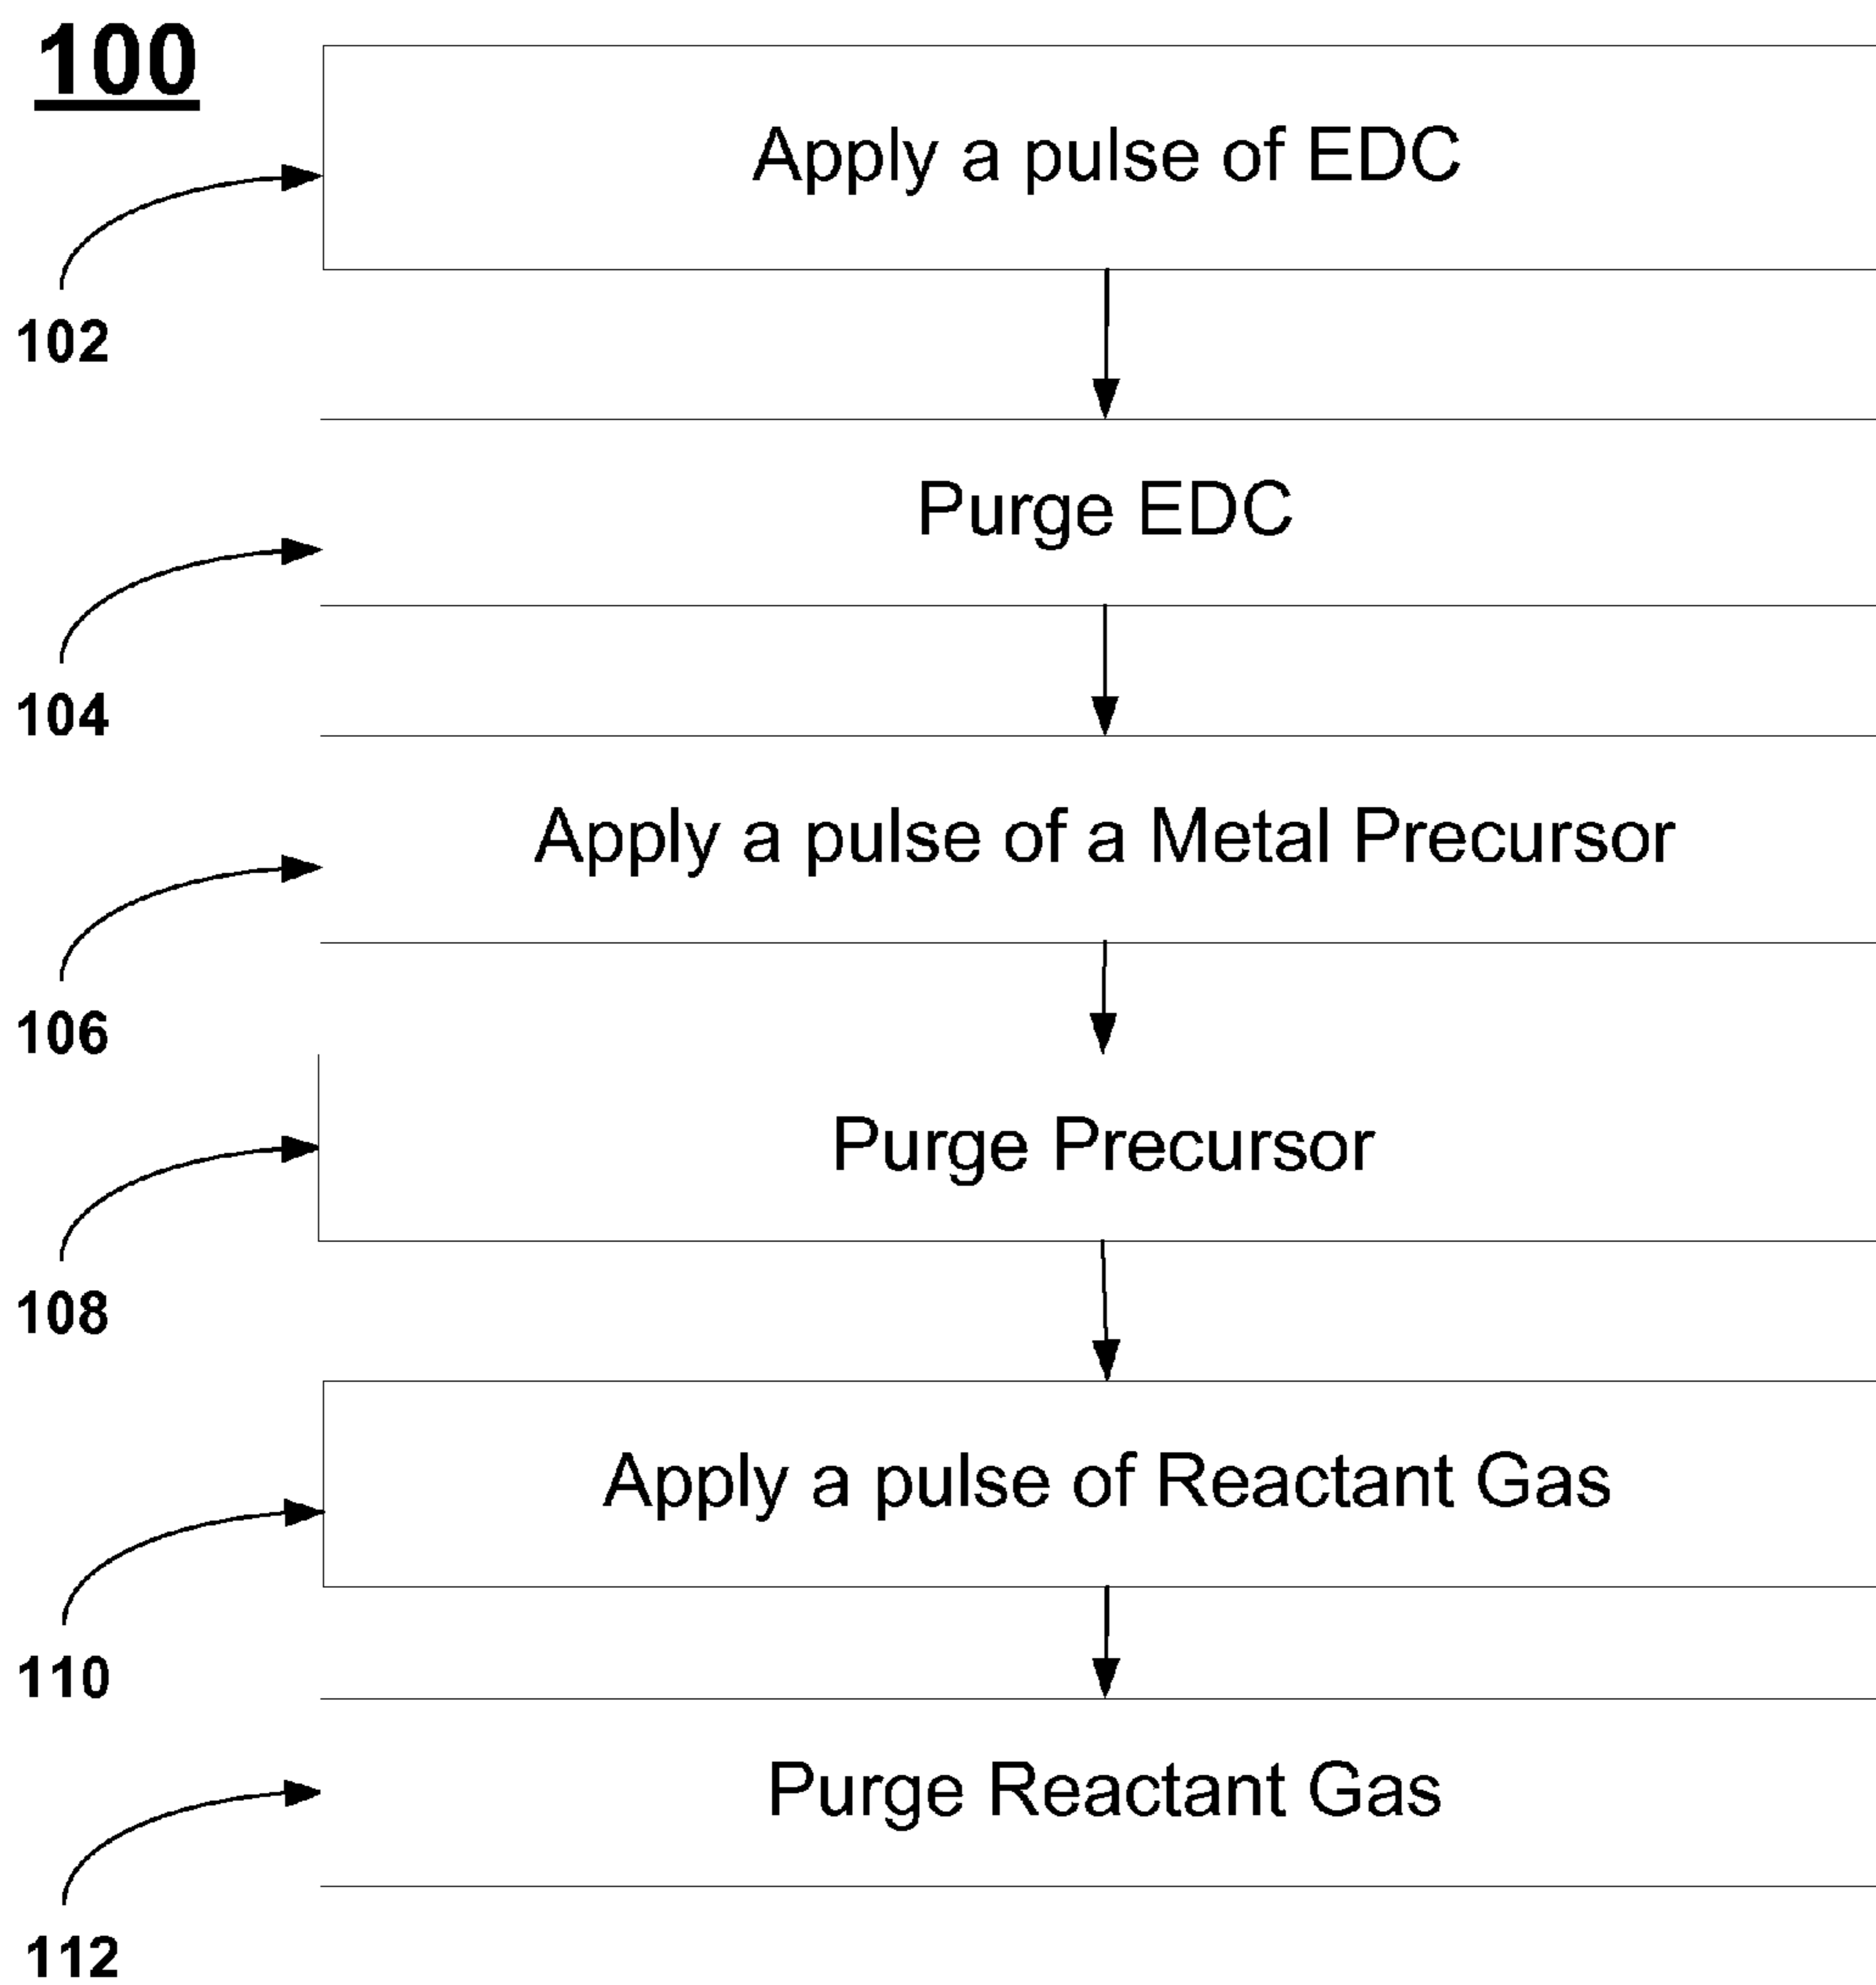 100
Apply a pulse of EDC
102
Purge EDC
104
Apply a pulse of a Metal Precursor
106
Purge Precursor
108
Apply a pulse of Reactant Gas
110
Purge Reactant Gas
112